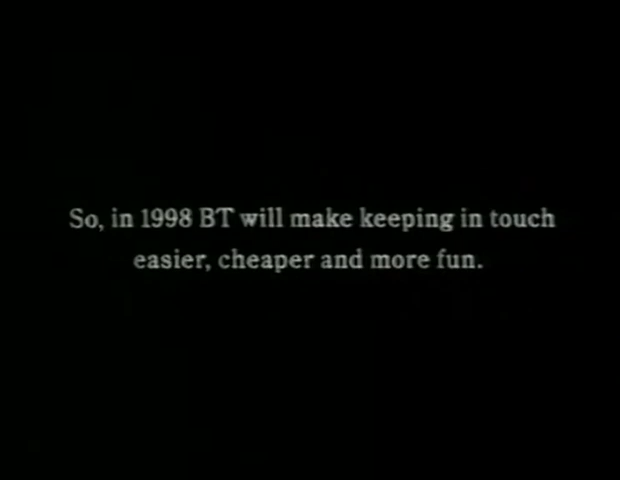 So, in 1998 BT will make keeping in touch
easier, cheaper and more fun.